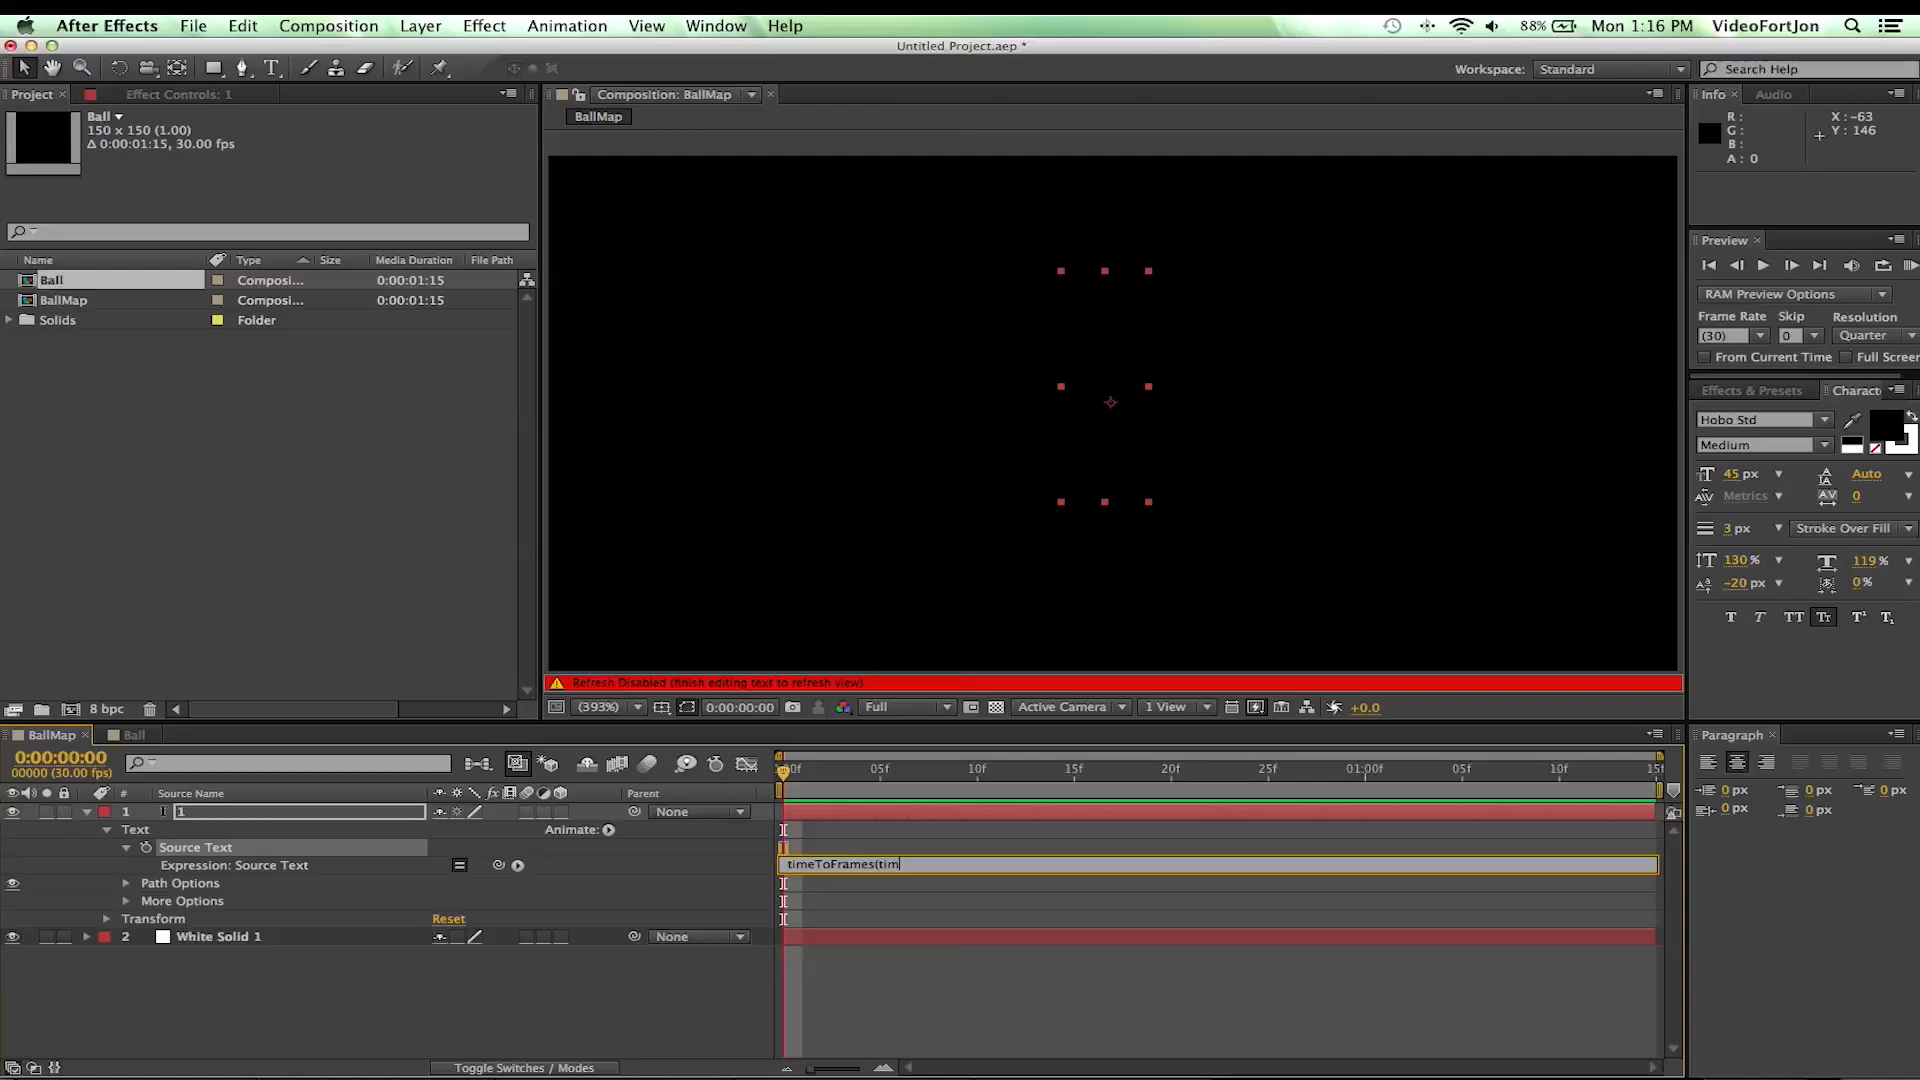 After Effects File Edit Composition Layer Effect Animation View Window Help 88% Mon 1:16 PM VideoFortJon
Untitled Project.aep *
Workspace: Standard Search Help
Project Effect Controls: 1 Composition: BallMap Info Audio
Ball
150 x 150 (1.00)
Δ 0:00:01:15, 30.00 fps
BallMap
R: X: -63
G: Y: 146
B:
A: 0
Preview
Name Type Size Media Duration File Path
Ball Composi... 0:00:01:15
BallMap Composi... 0:00:01:15
Solids Folder
RAM Preview Options
Frame Rate Skip Resolution
(30) 0 Quarter
From Current Time Full Screen
Effects & Presets Charact
Hobo Std
Medium
45 px Auto
Metrics 0
3 px Stroke Over Fill
130 % 119 %
-20 px 0 %
T T TT Tt T¹ T₁
Refresh Disabled (finish editing text to refresh view)
8 bpc (393%) 0:00:00:00 Full Active Camera 1 View +0.0
BallMap Ball Paragraph
0:00:00:00
00000 (30.00 fps)
05f 10f 15f 20f 01:00f 05f 10f 15f
# Source Name Parent
1 T 1 None
0 px 0 px 0 px
0 px 0 px
Text Animate:
Source Text
Expression: Source Text timeToFrames(tim
Path Options
More Options
Transform Reset
2 White Solid 1 None
Toggle Switches / Modes